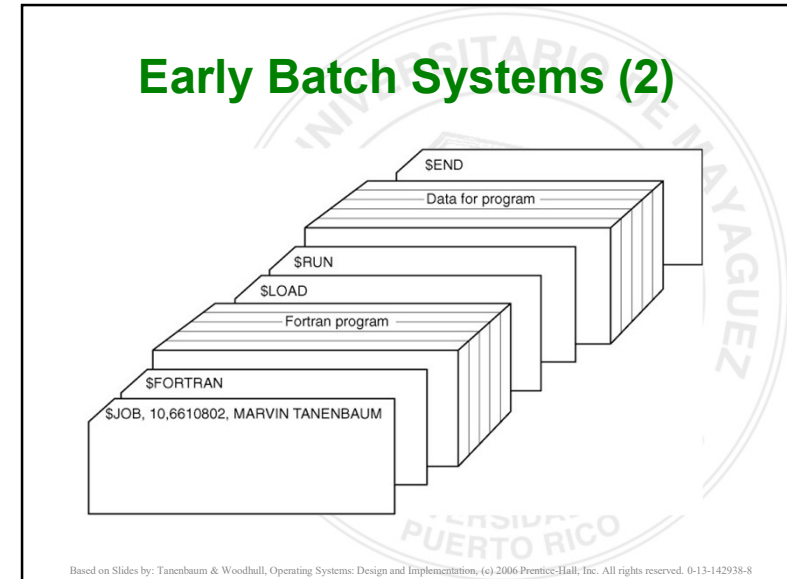 Early Batch Systems (2)
$END
Data for program
$RUN
$LOAD
Fortran program
$FORTRAN
$JOB, 10,6610802, MARVIN TANENBAUM
PUERTO RICO
Based on Slides by: Tanenbaum & Woodhull, Operating Systems: Design and Implementation, (c) 2006 Prentice-Hall, Inc. All rights reserved. 0-13-142938-8